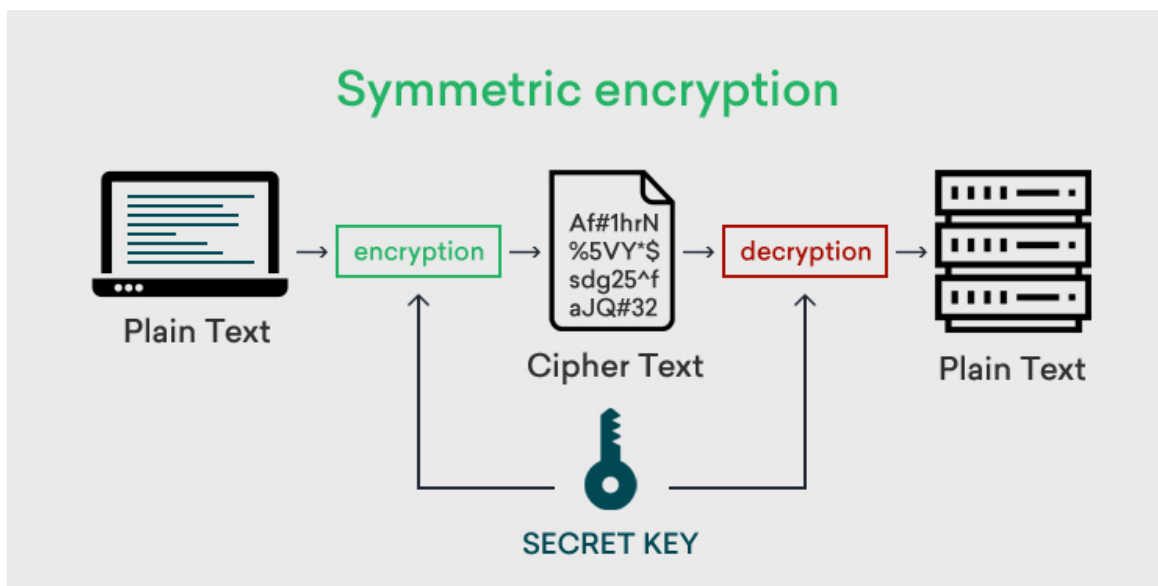 Symmetric encryption
encryption
Af#1hrN
%5VY*$
sdg25^f
aJQ#32
decryption
Plain Text
Cipher Text
Plain Text
SECRET KEY